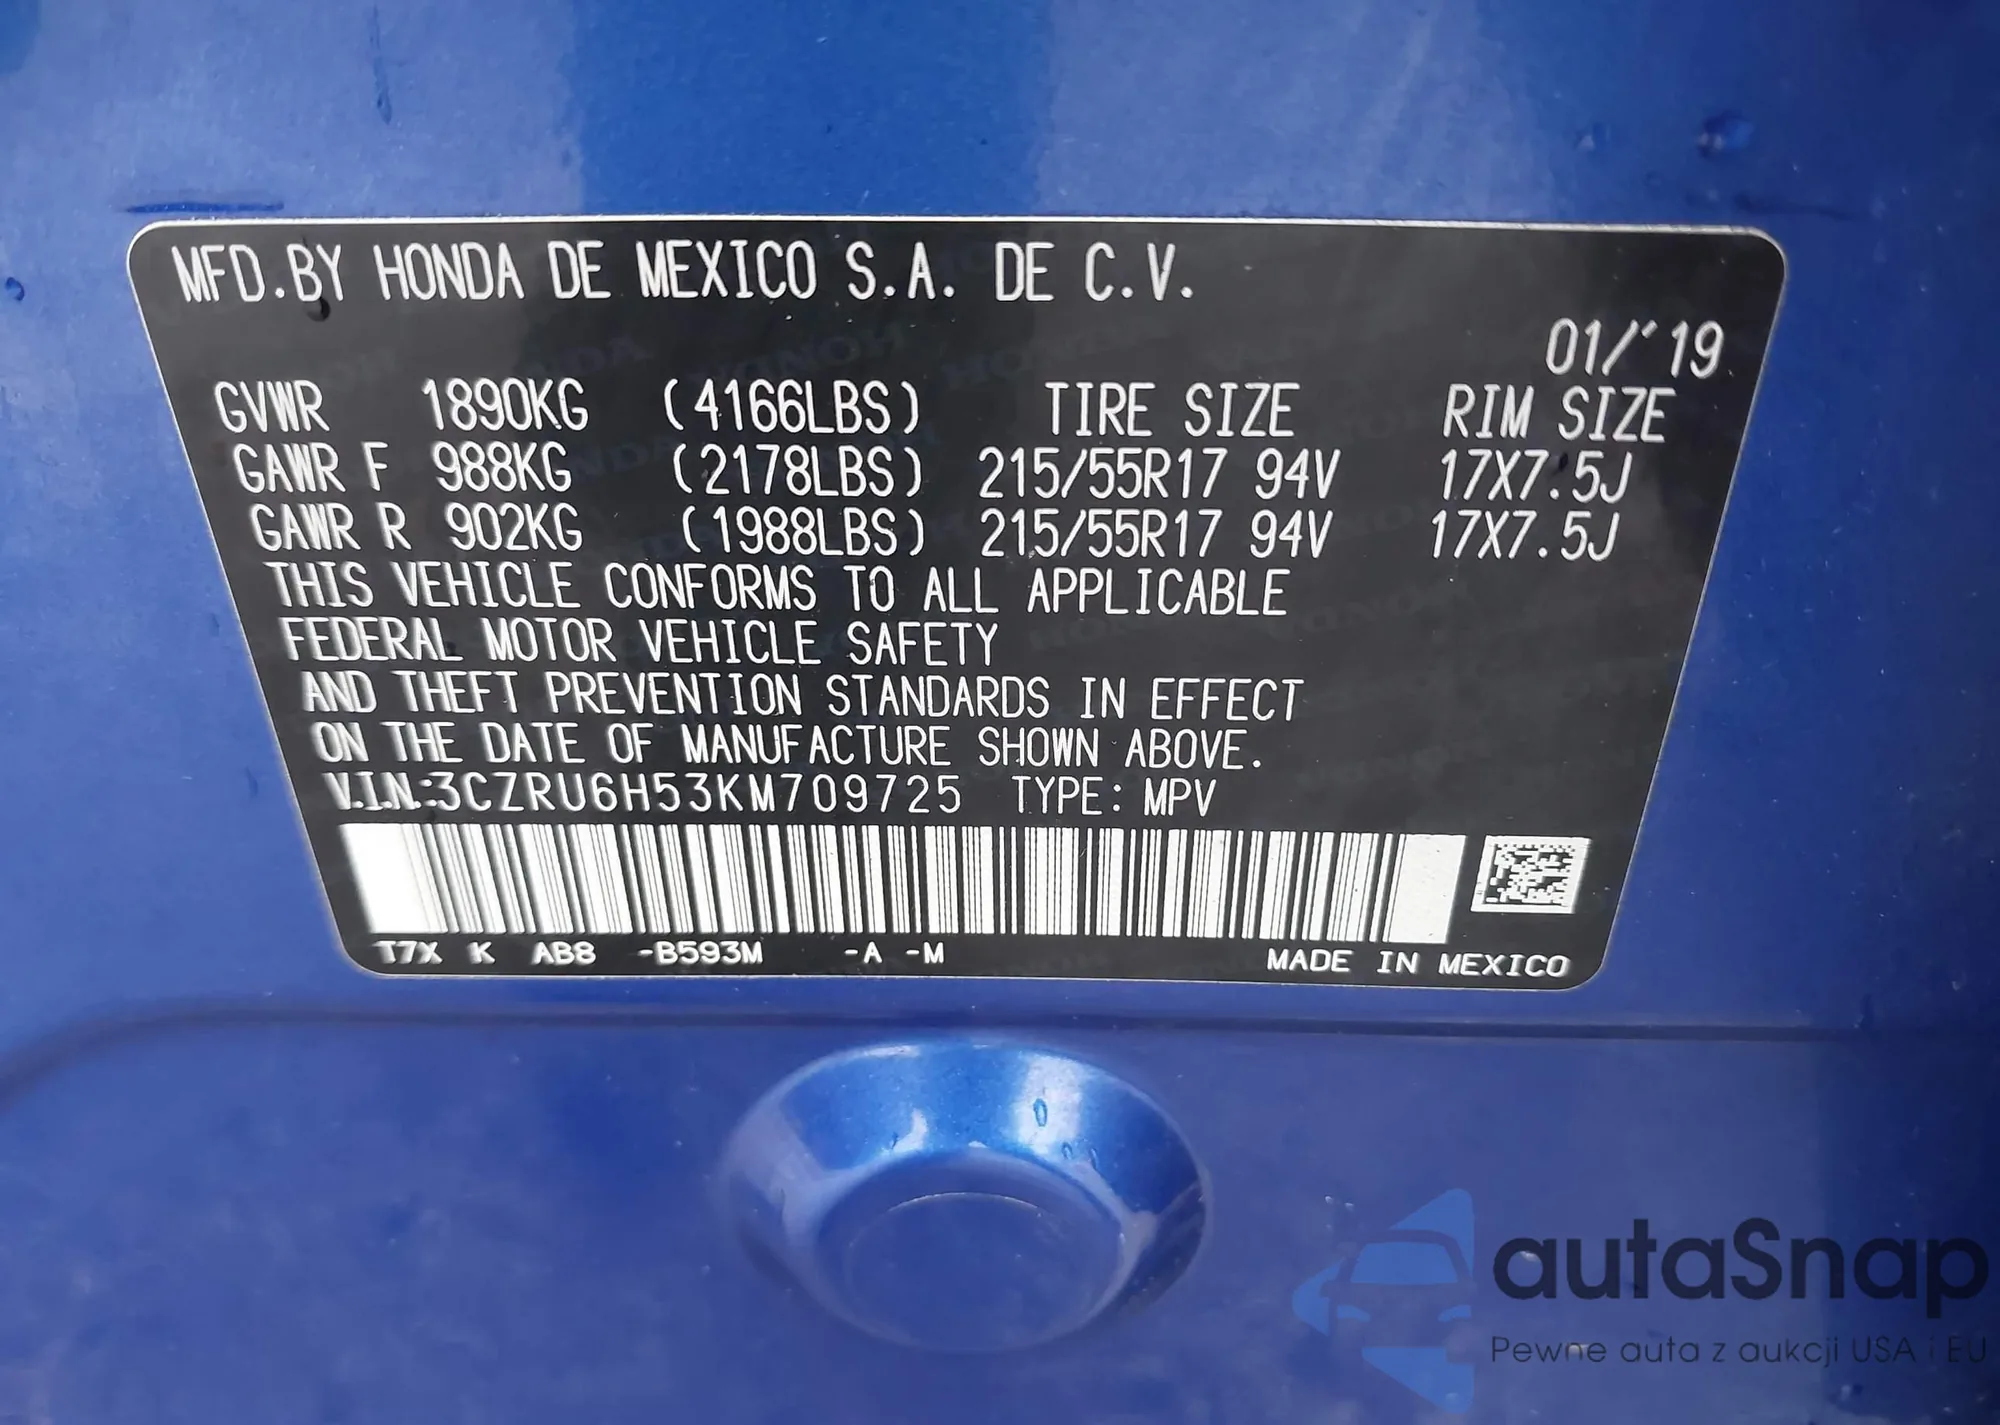 MFD.BY HONDA DE MEXICO S.A. DE C.V.
01/'19
GVWR 1890KG (4166LBS) TIRE SIZE RIM SIZE
GAWR F 988KG (2178LBS) 215/55R17 94V 17X7.5J
GAWR R 902KG (1988LBS) 215/55R17 94V 17X7.5J
THIS VEHICLE CONFORMS TO ALL APPLICABLE
FEDERAL MOTOR VEHICLE SAFETY
AND THEFT PREVENTION STANDARDS IN EFFECT
ON THE DATE OF MANUFACTURE SHOWN ABOVE.
V.I.N.:3CZRU6H53KM709725 TYPE: MPV
T7X K AB8 -B593M -A -M MADE IN MEXICO
autaSnap
Pewne auta z aukcji USA i EU